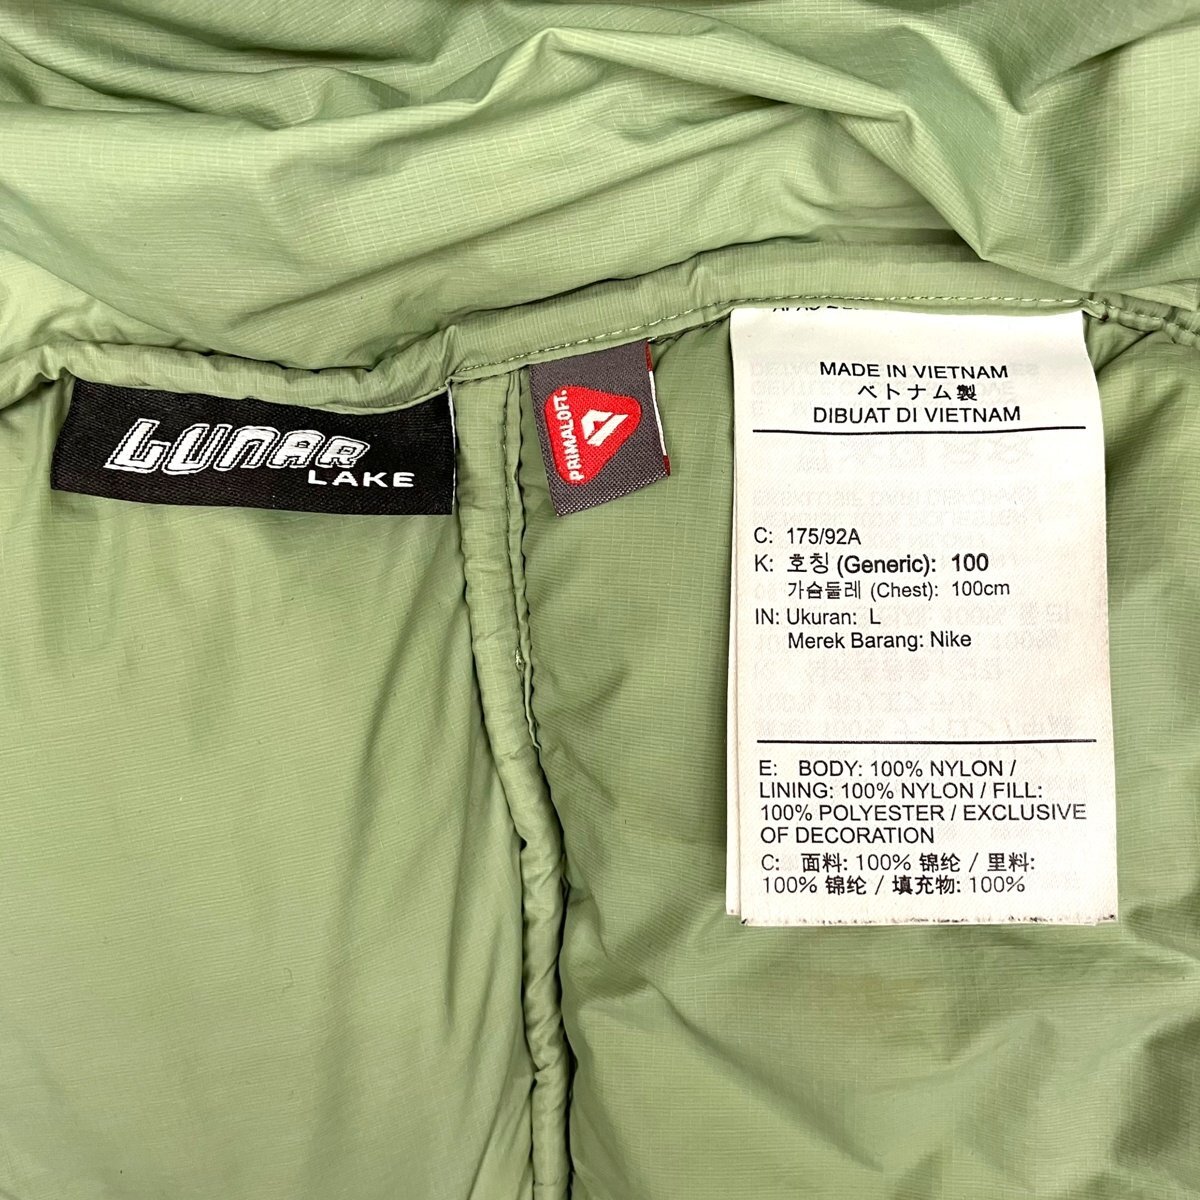 LUNAR
LAKE
PRIMALOFT.
MADE IN VIETNAM
ベトナム製
DIBUAT DI VIETNAM
C: 175/92A
K: 호칭 (Generic): 100
가슴둘레 (Chest): 100cm
IN: Ukuran: L
Merek Barang: Nike
E: BODY: 100% NYLON /
LINING: 100% NYLON / FILL:
100% POLYESTER / EXCLUSIVE
OF DECORATION
C: 面料: 100% 锦纶 / 里料:
100% 锦纶 / 填充物: 100%